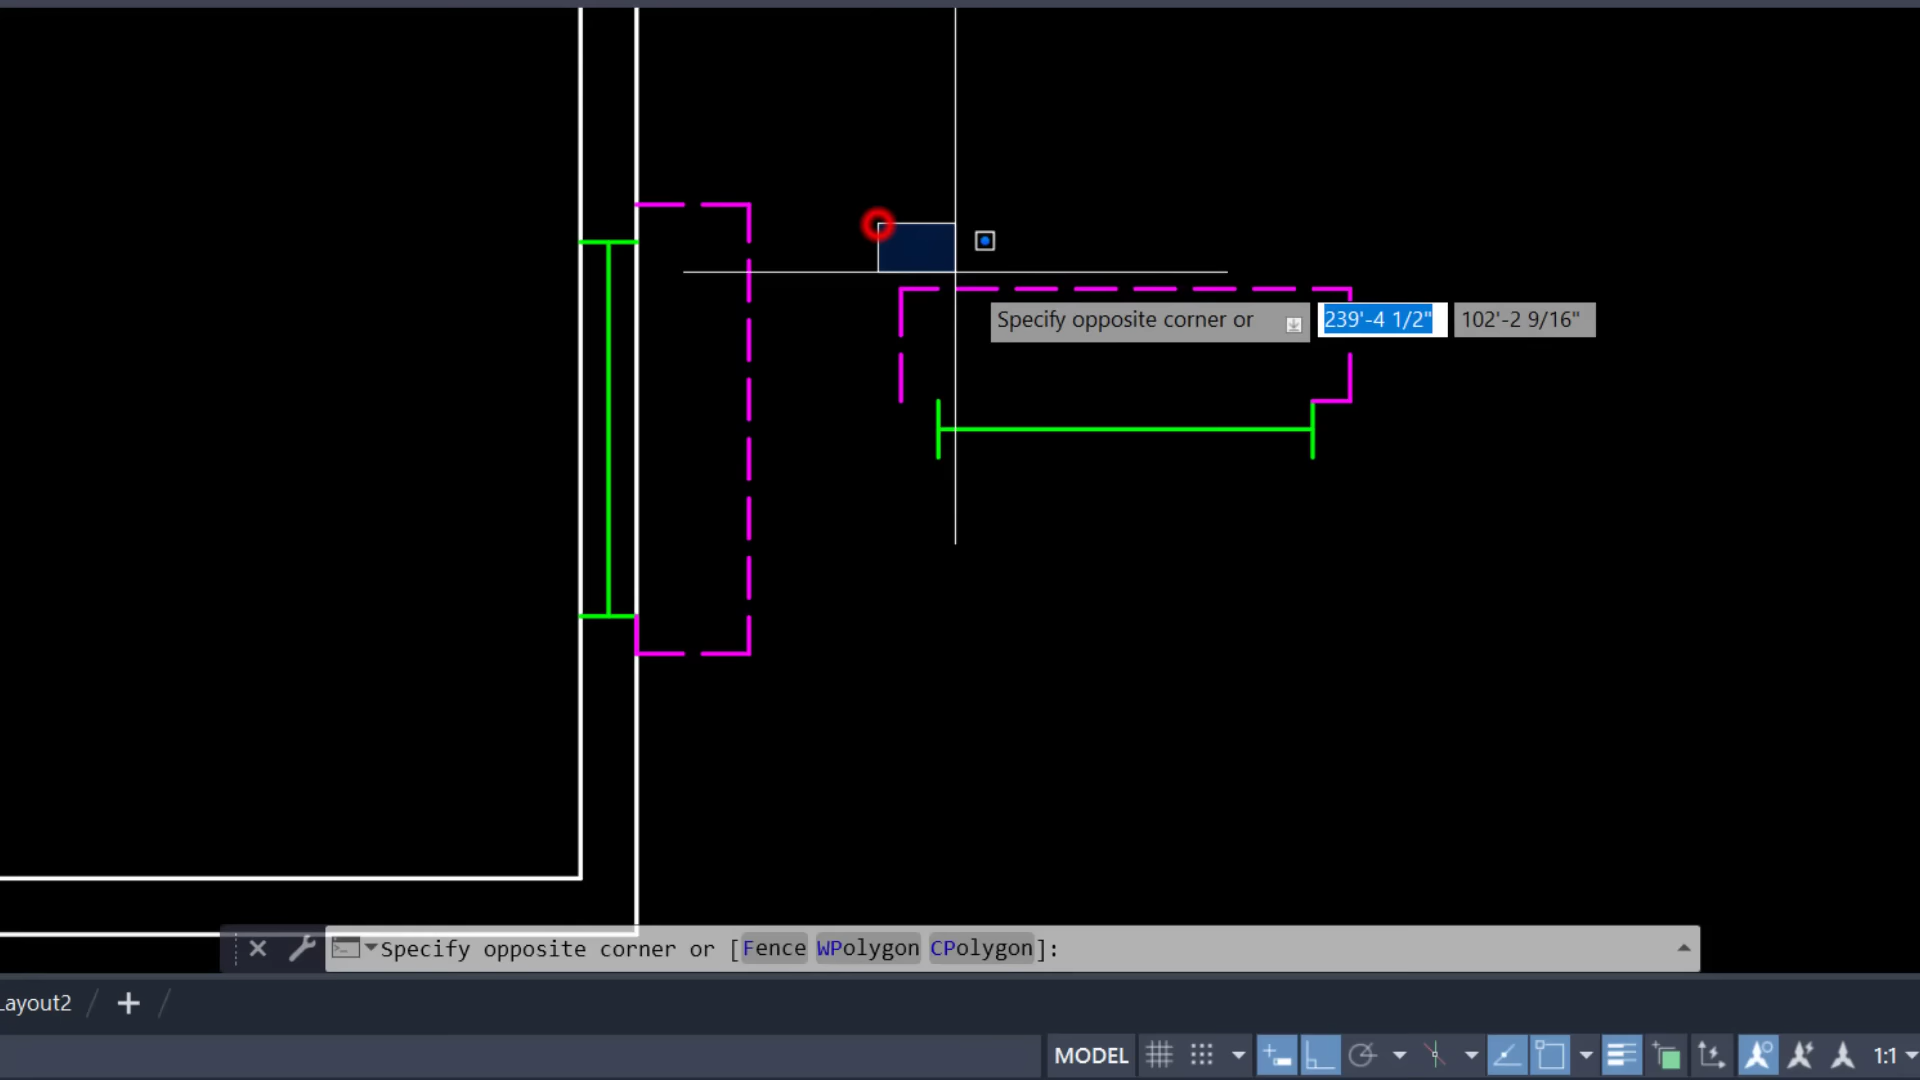 Specify opposite corner or 239'-4 1/2" 102'-2 9/16"
Specify opposite corner or [Fence WPolygon CPolygon]:
Layout2
MODEL 1:1